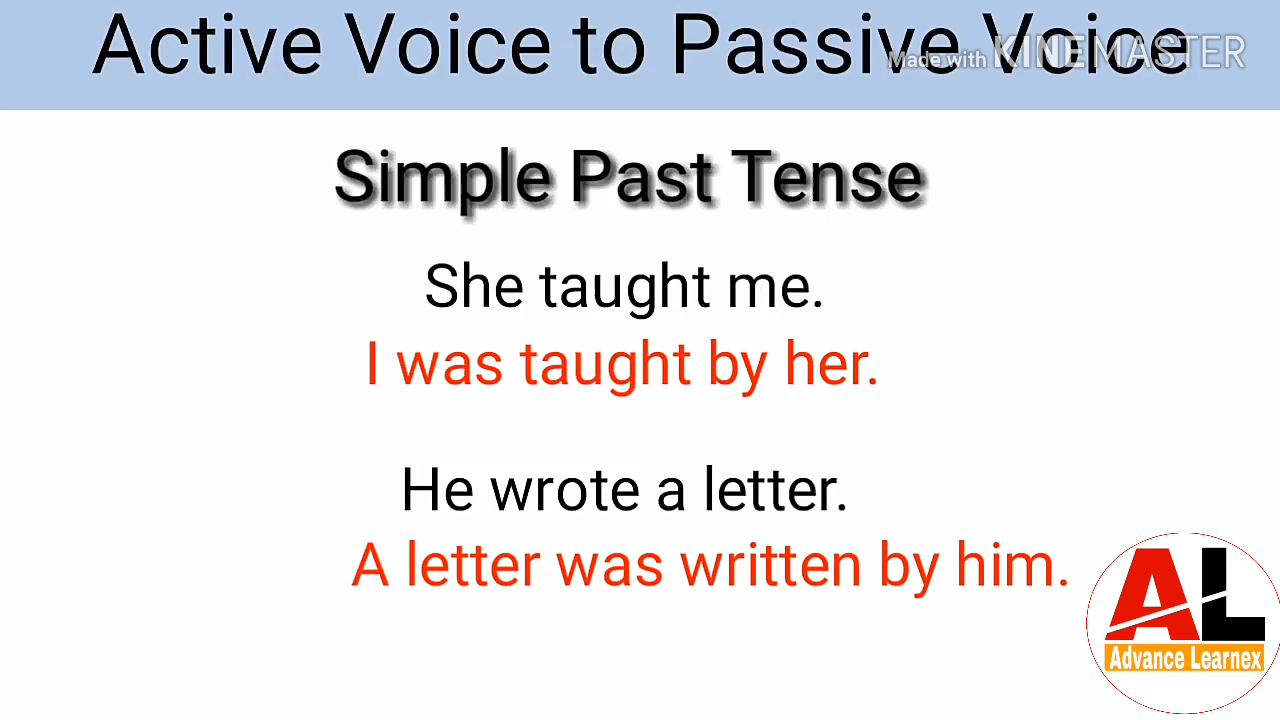 Active Voice to Passive Voice
Made with KINEMASTER
Simple Past Tense
She taught me.
I was taught by her.
He wrote a letter.
A letter was written by him.
AL
Advance Learnex